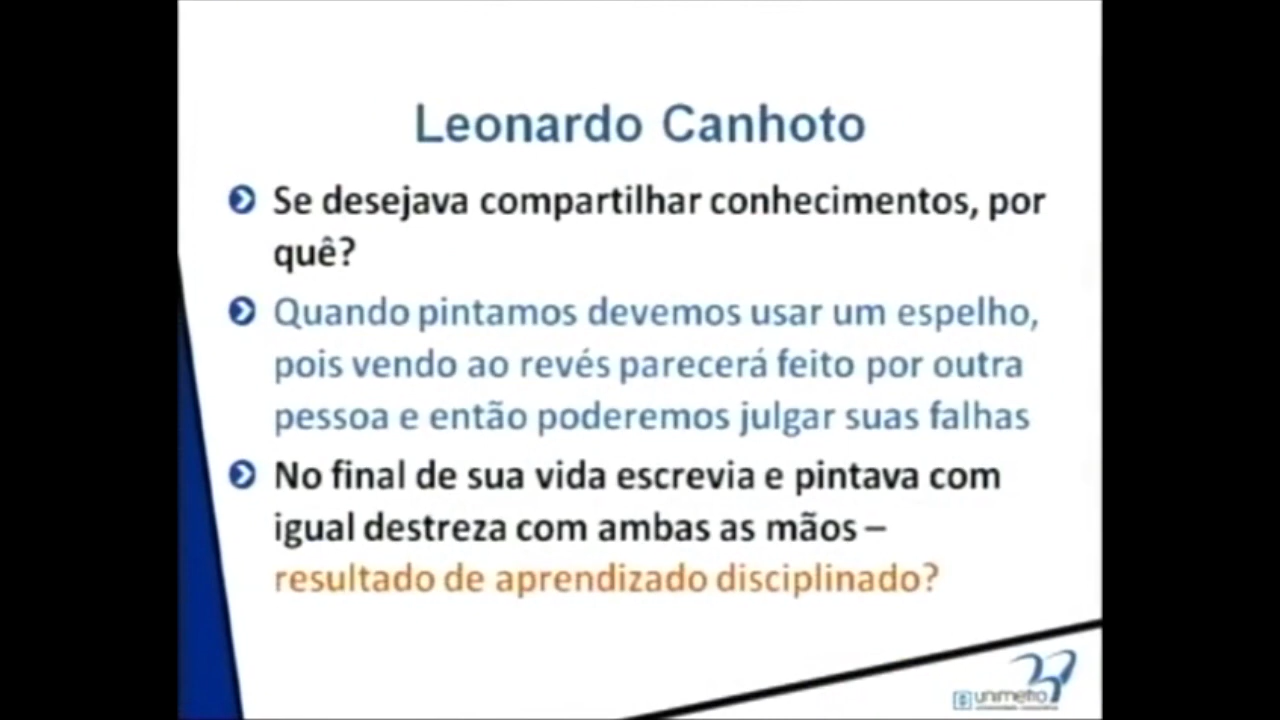 Leonardo Canhoto
Se desejava compartilhar conhecimentos, por
quê?
Quando pintamos devemos usar um espelho,
pois vendo ao revés parecerá feito por outra
pessoa e então poderemos julgar suas falhas
No final de sua vida escrevia e pintava com
igual destreza com ambas as mãos –
resultado de aprendizado disciplinado?
unimetro